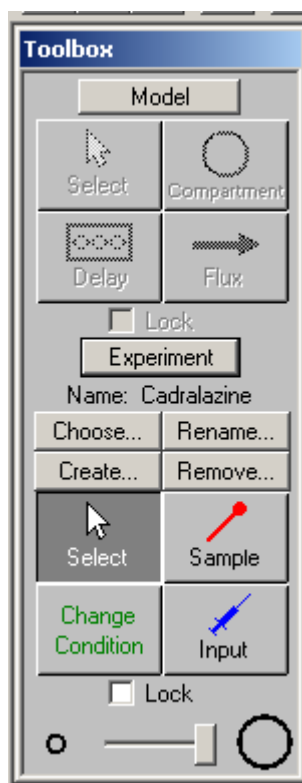 Toolbox
Model
Select
Compartment
Delay
Flux
Lock
Experiment
Name: Cadralazine
Choose... Rename...
Create... Remove...
Select
Sample
Change
Condition
Input
Lock